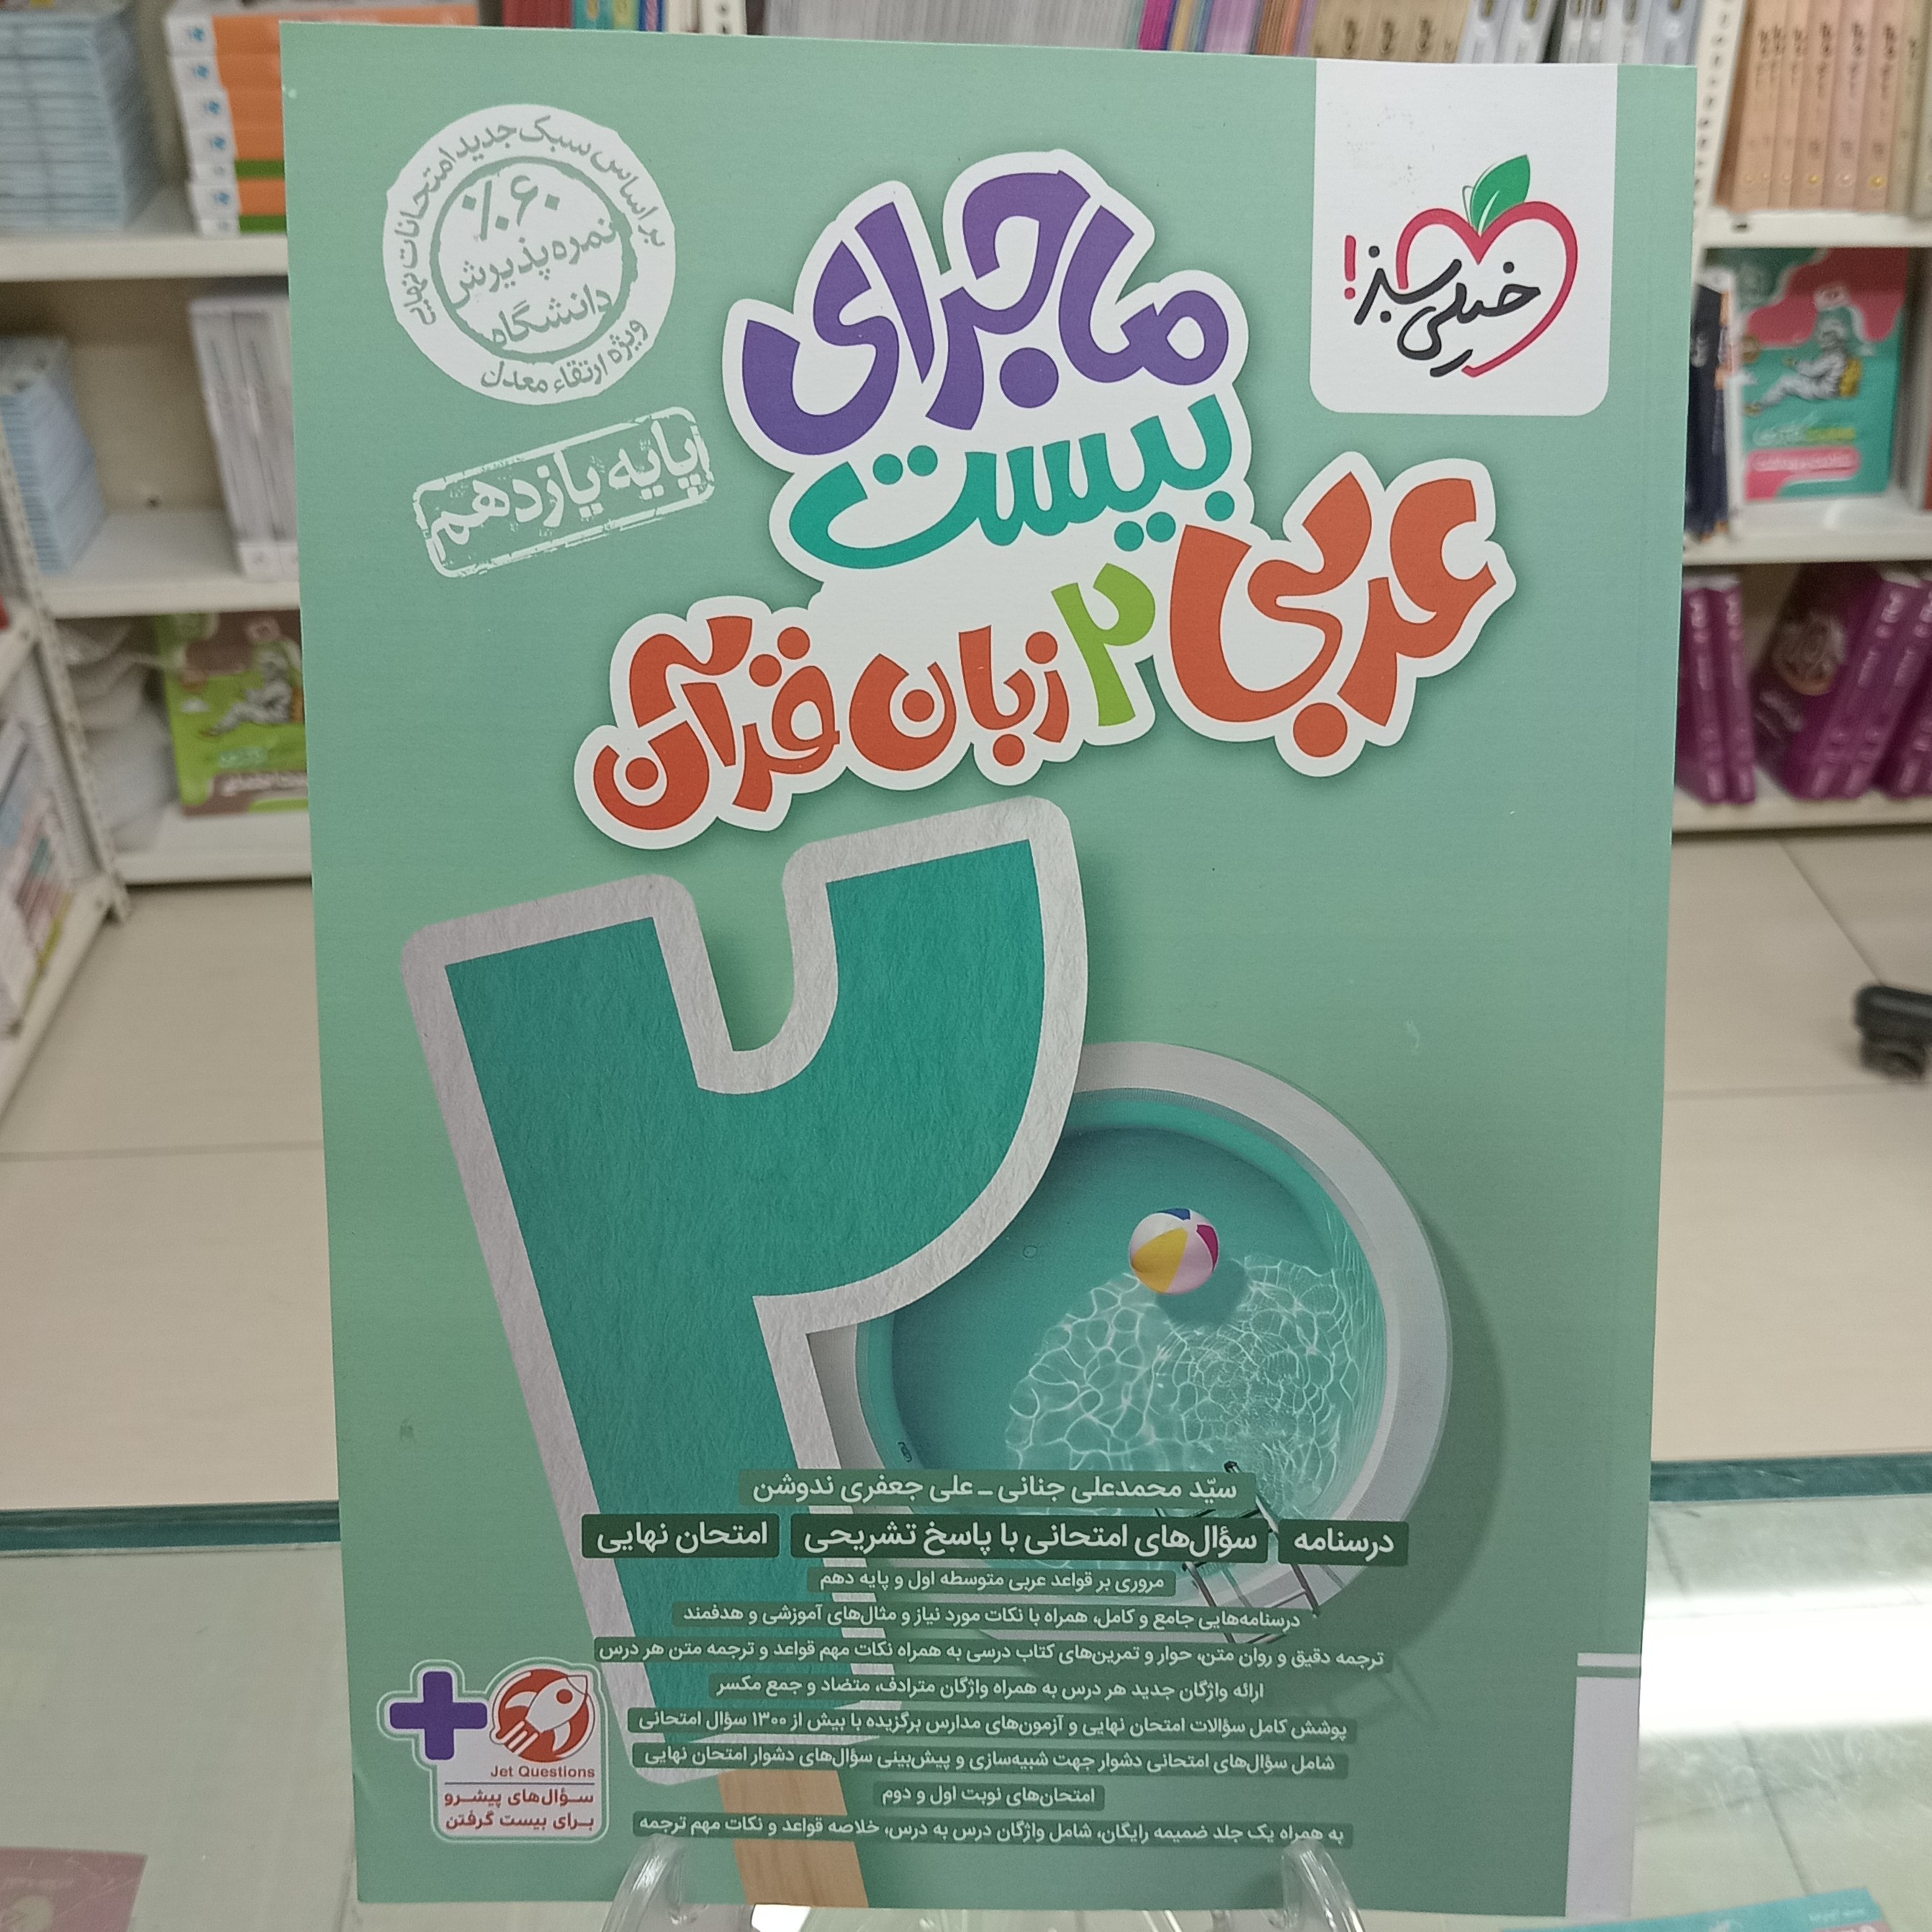 خیلی سبز!
براساس سبک جدید امتحانات نهایی
۶۰٪
نمره پذیرش
دانشگاه
ویژه ارتقاء معدل
پایه یازدهم
ماجرای
بیست
عربی ۲
زبان قرآن
۲۰
سیّد محمدعلی جنانی - علی جعفری ندوشن
درسنامه سؤال‌های امتحانی با پاسخ تشریحی امتحان نهایی
مروری بر قواعد عربی متوسطه اول و پایه دهم
درسنامه‌هایی جامع و کامل، همراه با نکات مورد نیاز و مثال‌های آموزشی و هدفمند
ترجمه دقیق و روان متن، حوار و تمرین‌های کتاب درسی به همراه نکات مهم قواعد و ترجمه متن هر درس
ارائه واژگان جدید هر درس به همراه واژگان مترادف، متضاد و جمع مکسر
پوشش کامل سؤالات امتحان نهایی و آزمون‌های مدارس برگزیده با بیش از ۱۳۰۰ سؤال امتحانی
شامل سؤال‌های امتحانی دشوار جهت شبیه‌سازی و پیش‌بینی سؤال‌های دشوار امتحان نهایی
امتحان‌های نوبت اول و دوم
به همراه یک جلد ضمیمه رایگان، شامل واژگان درس به درس، خلاصه قواعد و نکات مهم ترجمه
Jet Questions
سؤال‌های پیشرو
برای بیست گرفتن